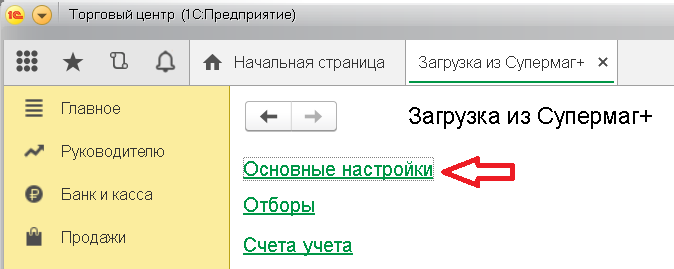 Торговый центр (1С:Предприятие)
Начальная страница
Загрузка из Супермаг+
Главное
Руководителю
Банк и касса
Продажи
Загрузка из Супермаг+
Основные настройки
Отборы
Счета учета